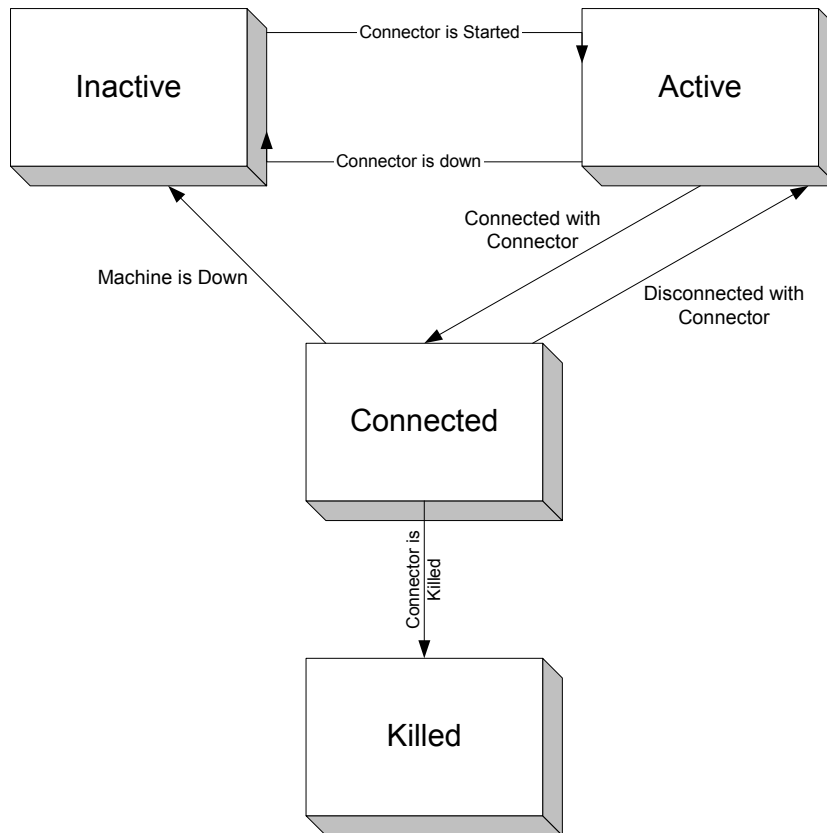 Connector is Started
Inactive
Active
Connector is down
Connected with
Connector
Machine is Down
Disconnected with
Connector
Connected
Connector is
Killed
Killed